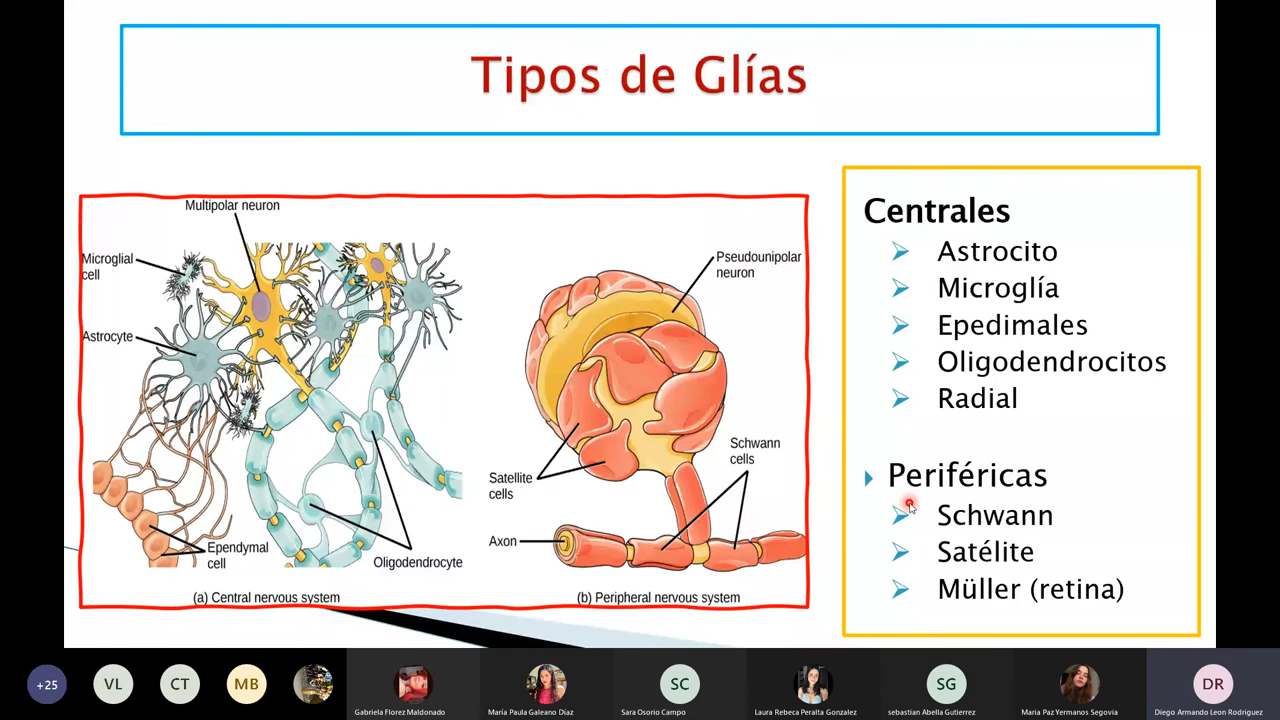 Tipos de Glías
Multipolar neuron
Microglial
cell
Astrocyte
Ependymal
cell
Oligodendrocyte
(a) Central nervous system
Pseudounipolar
neuron
Schwann
cells
Satellite
cells
Axon
(b) Peripheral nervous system
Centrales
Astrocito
Microglía
Epedimales
Oligodendrocitos
Radial
Periféricas
Schwann
Satélite
Müller (retina)
+25
VL
CT
MB
Gabriela Florez Maldonado
María Paula Galeano Díaz
SC
Sara Osorio Campo
Laura Rebeca Peralta Gonzalez
SG
sebastian Abella Gutierrez
Maria Paz Yermanos Segovia
DR
Diego Armando Leon Rodriguez